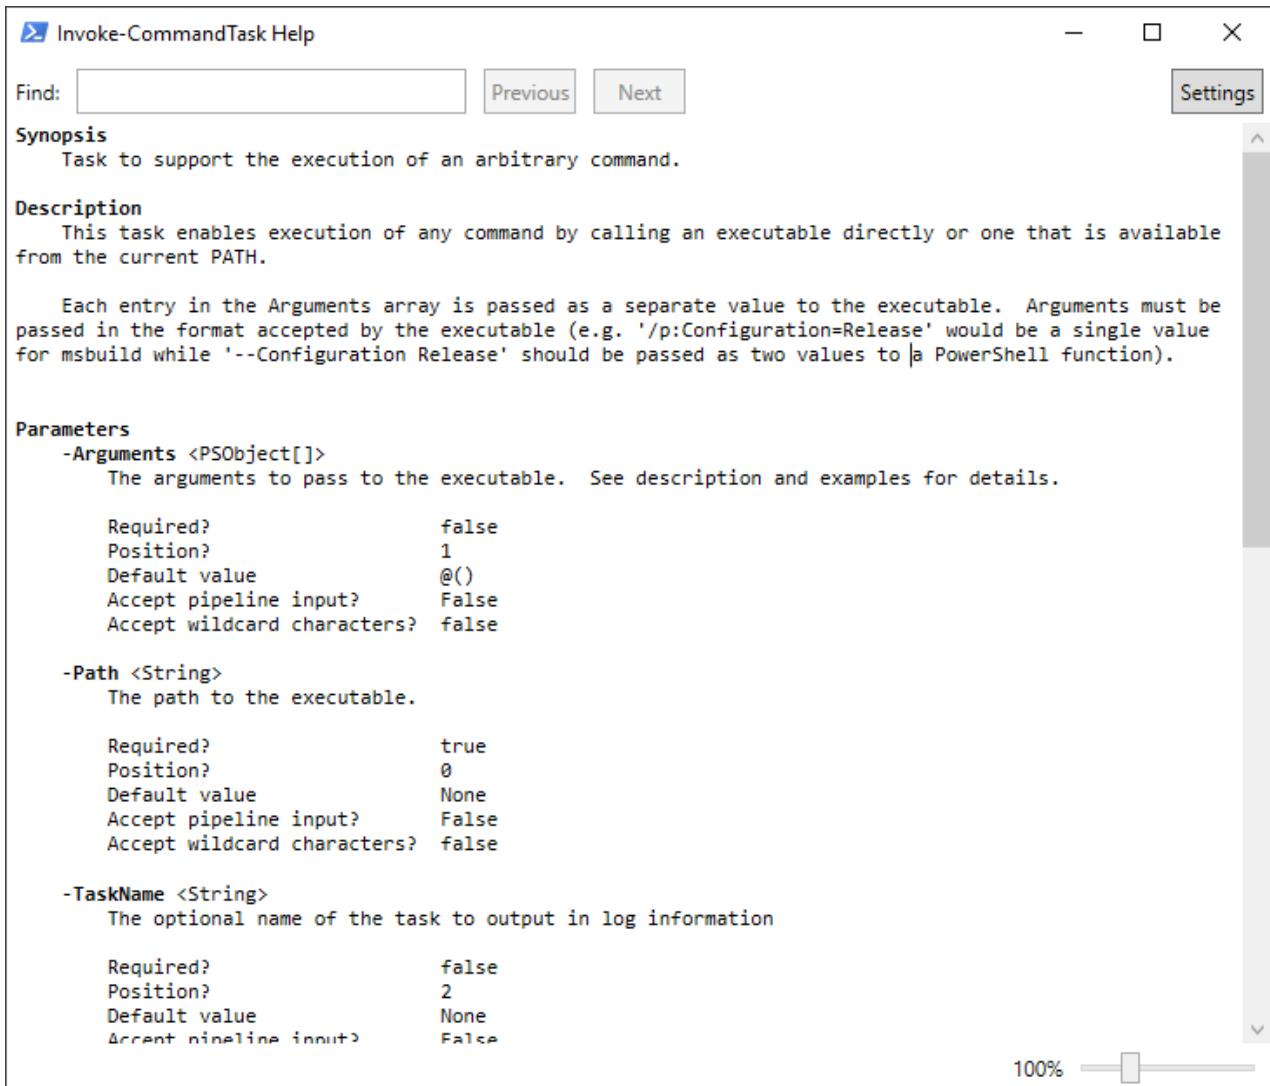 Invoke-CommandTask Help
Find:
Previous
Next
Settings
Synopsis
Task to support the execution of an arbitrary command.
Description
This task enables execution of any command by calling an executable directly or one that is available
from the current PATH.
Each entry in the Arguments array is passed as a separate value to the executable.  Arguments must be
passed in the format accepted by the executable (e.g. '/p:Configuration=Release' would be a single value
for msbuild while '--Configuration Release' should be passed as two values to a PowerShell function).
Parameters
-Arguments <PSObject[]>
The arguments to pass to the executable.  See description and examples for details.
Required? false
Position? 1
Default value @()
Accept pipeline input? False
Accept wildcard characters? false
-Path <String>
The path to the executable.
Required? true
Position? 0
Default value None
Accept pipeline input? False
Accept wildcard characters? false
-TaskName <String>
The optional name of the task to output in log information
Required? false
Position? 2
Default value None
Accept pipeline input? False
100%